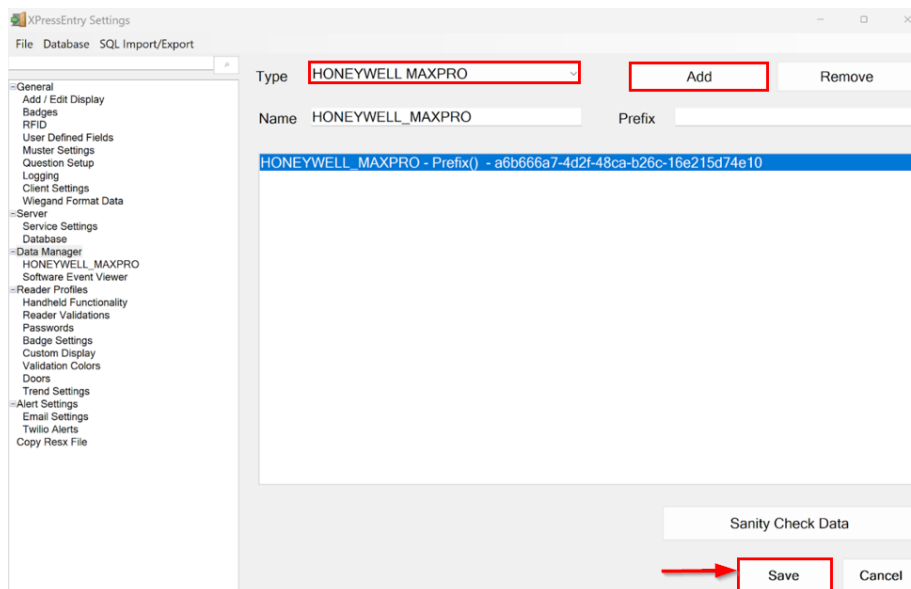 XPressEntry Settings
File Database SQL Import/Export
General
Add / Edit Display
Badges
RFID
User Defined Fields
Muster Settings
Question Setup
Logging
Client Settings
Wiegand Format Data
Server
Service Settings
Database
Data Manager
HONEYWELL_MAXPRO
Software Event Viewer
Reader Profiles
Handheld Functionality
Reader Validations
Passwords
Badge Settings
Custom Display
Validation Colors
Doors
Trend Settings
Alert Settings
Email Settings
Twilio Alerts
Copy Resx File
Type HONEYWELL MAXPRO Add Remove
Name HONEYWELL_MAXPRO Prefix
HONEYWELL_MAXPRO - Prefix() - a6b666a7-4d2f-48ca-b26c-16e215d74e10
Sanity Check Data
Save Cancel